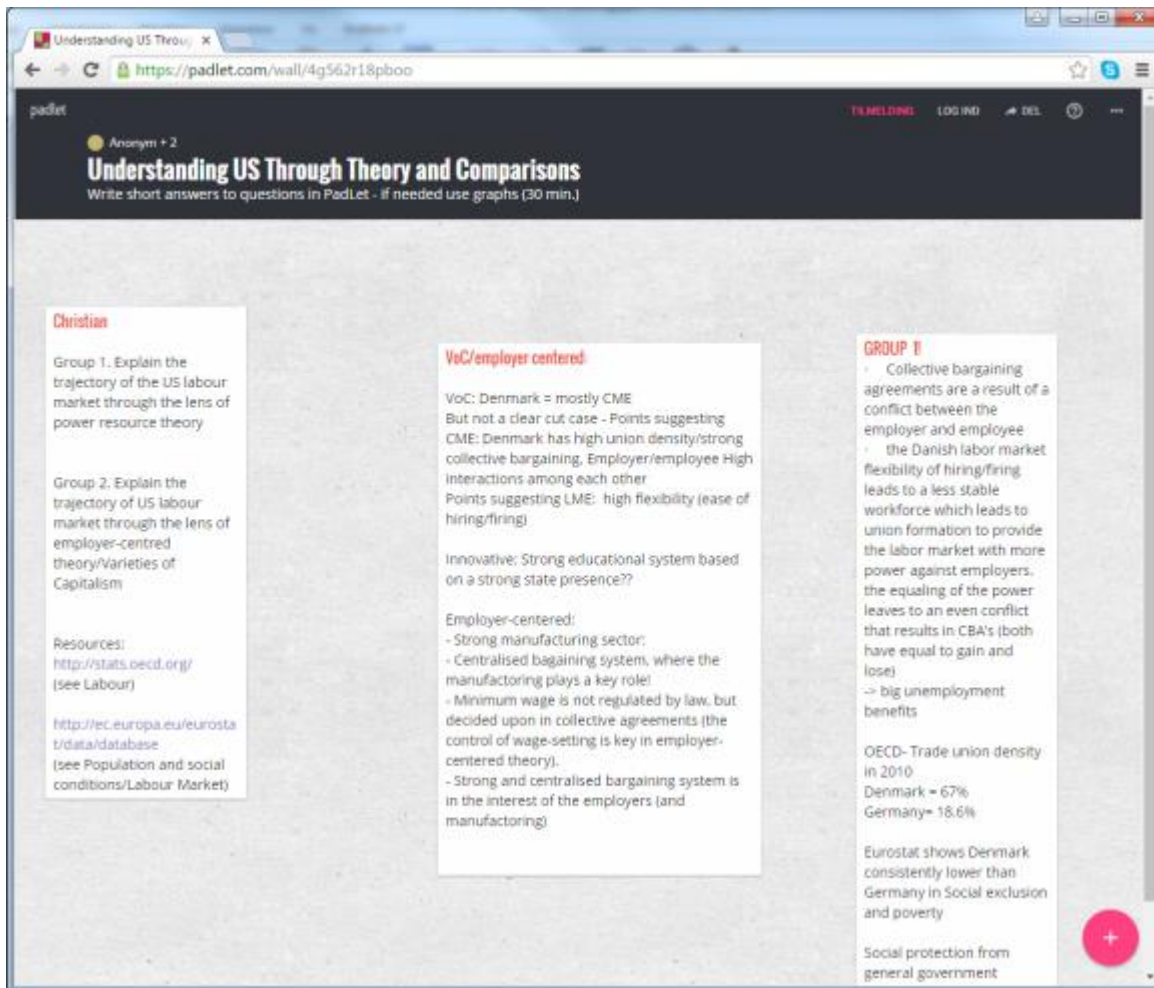 Understanding US Throu
https://padlet.com/wall/4g562r18pboo
padlet
TILMELDING LOG IND DEL
Anonym + 2
Understanding US Through Theory and Comparisons
Write short answers to questions in PadLet - if needed use graphs (30 min.)
Christian
Group 1. Explain the
trajectory of the US labour
market through the lens of
power resource theory
Group 2. Explain the
trajectory of US labour
market through the lens of
employer-centred
theory/Varieties of
Capitalism
Resources:
http://stats.oecd.org/
(see Labour)
http://ec.europa.eu/eurosta
t/data/database
(see Population and social
conditions/Labour Market)
VoC/employer centered
VoC: Denmark = mostly CME
But not a clear cut case - Points suggesting
CME: Denmark has high union density/strong
collective bargaining, Employer/employee High
interactions among each other
Points suggesting LME: high flexibility (ease of
hiring/firing)
Innovative: Strong educational system based
on a strong state presence??
Employer-centered:
- Strong manufacturing sector:
- Centralised bagaining system, where the
manufactoring plays a key role!
- Minimum wage is not regulated by law, but
decided upon in collective agreements (the
control of wage-setting is key in employer-
centered theory).
- Strong and centralised bargaining system is
in the interest of the employers (and
manufactoring)
GROUP 1!
· Collective bargaining
agreements are a result of a
conflict between the
employer and employee
· the Danish labor market
flexibility of hiring/firing
leads to a less stable
workforce which leads to
union formation to provide
the labor market with more
power against employers.
the equaling of the power
leaves to an even conflict
that results in CBA's (both
have equal to gain and
lose)
-> big unemployment
benefits
OECD- Trade union density
in 2010
Denmark = 67%
Germany= 18.6%
Eurostat shows Denmark
consistently lower than
Germany in Social exclusion
and poverty
Social protection from
general government